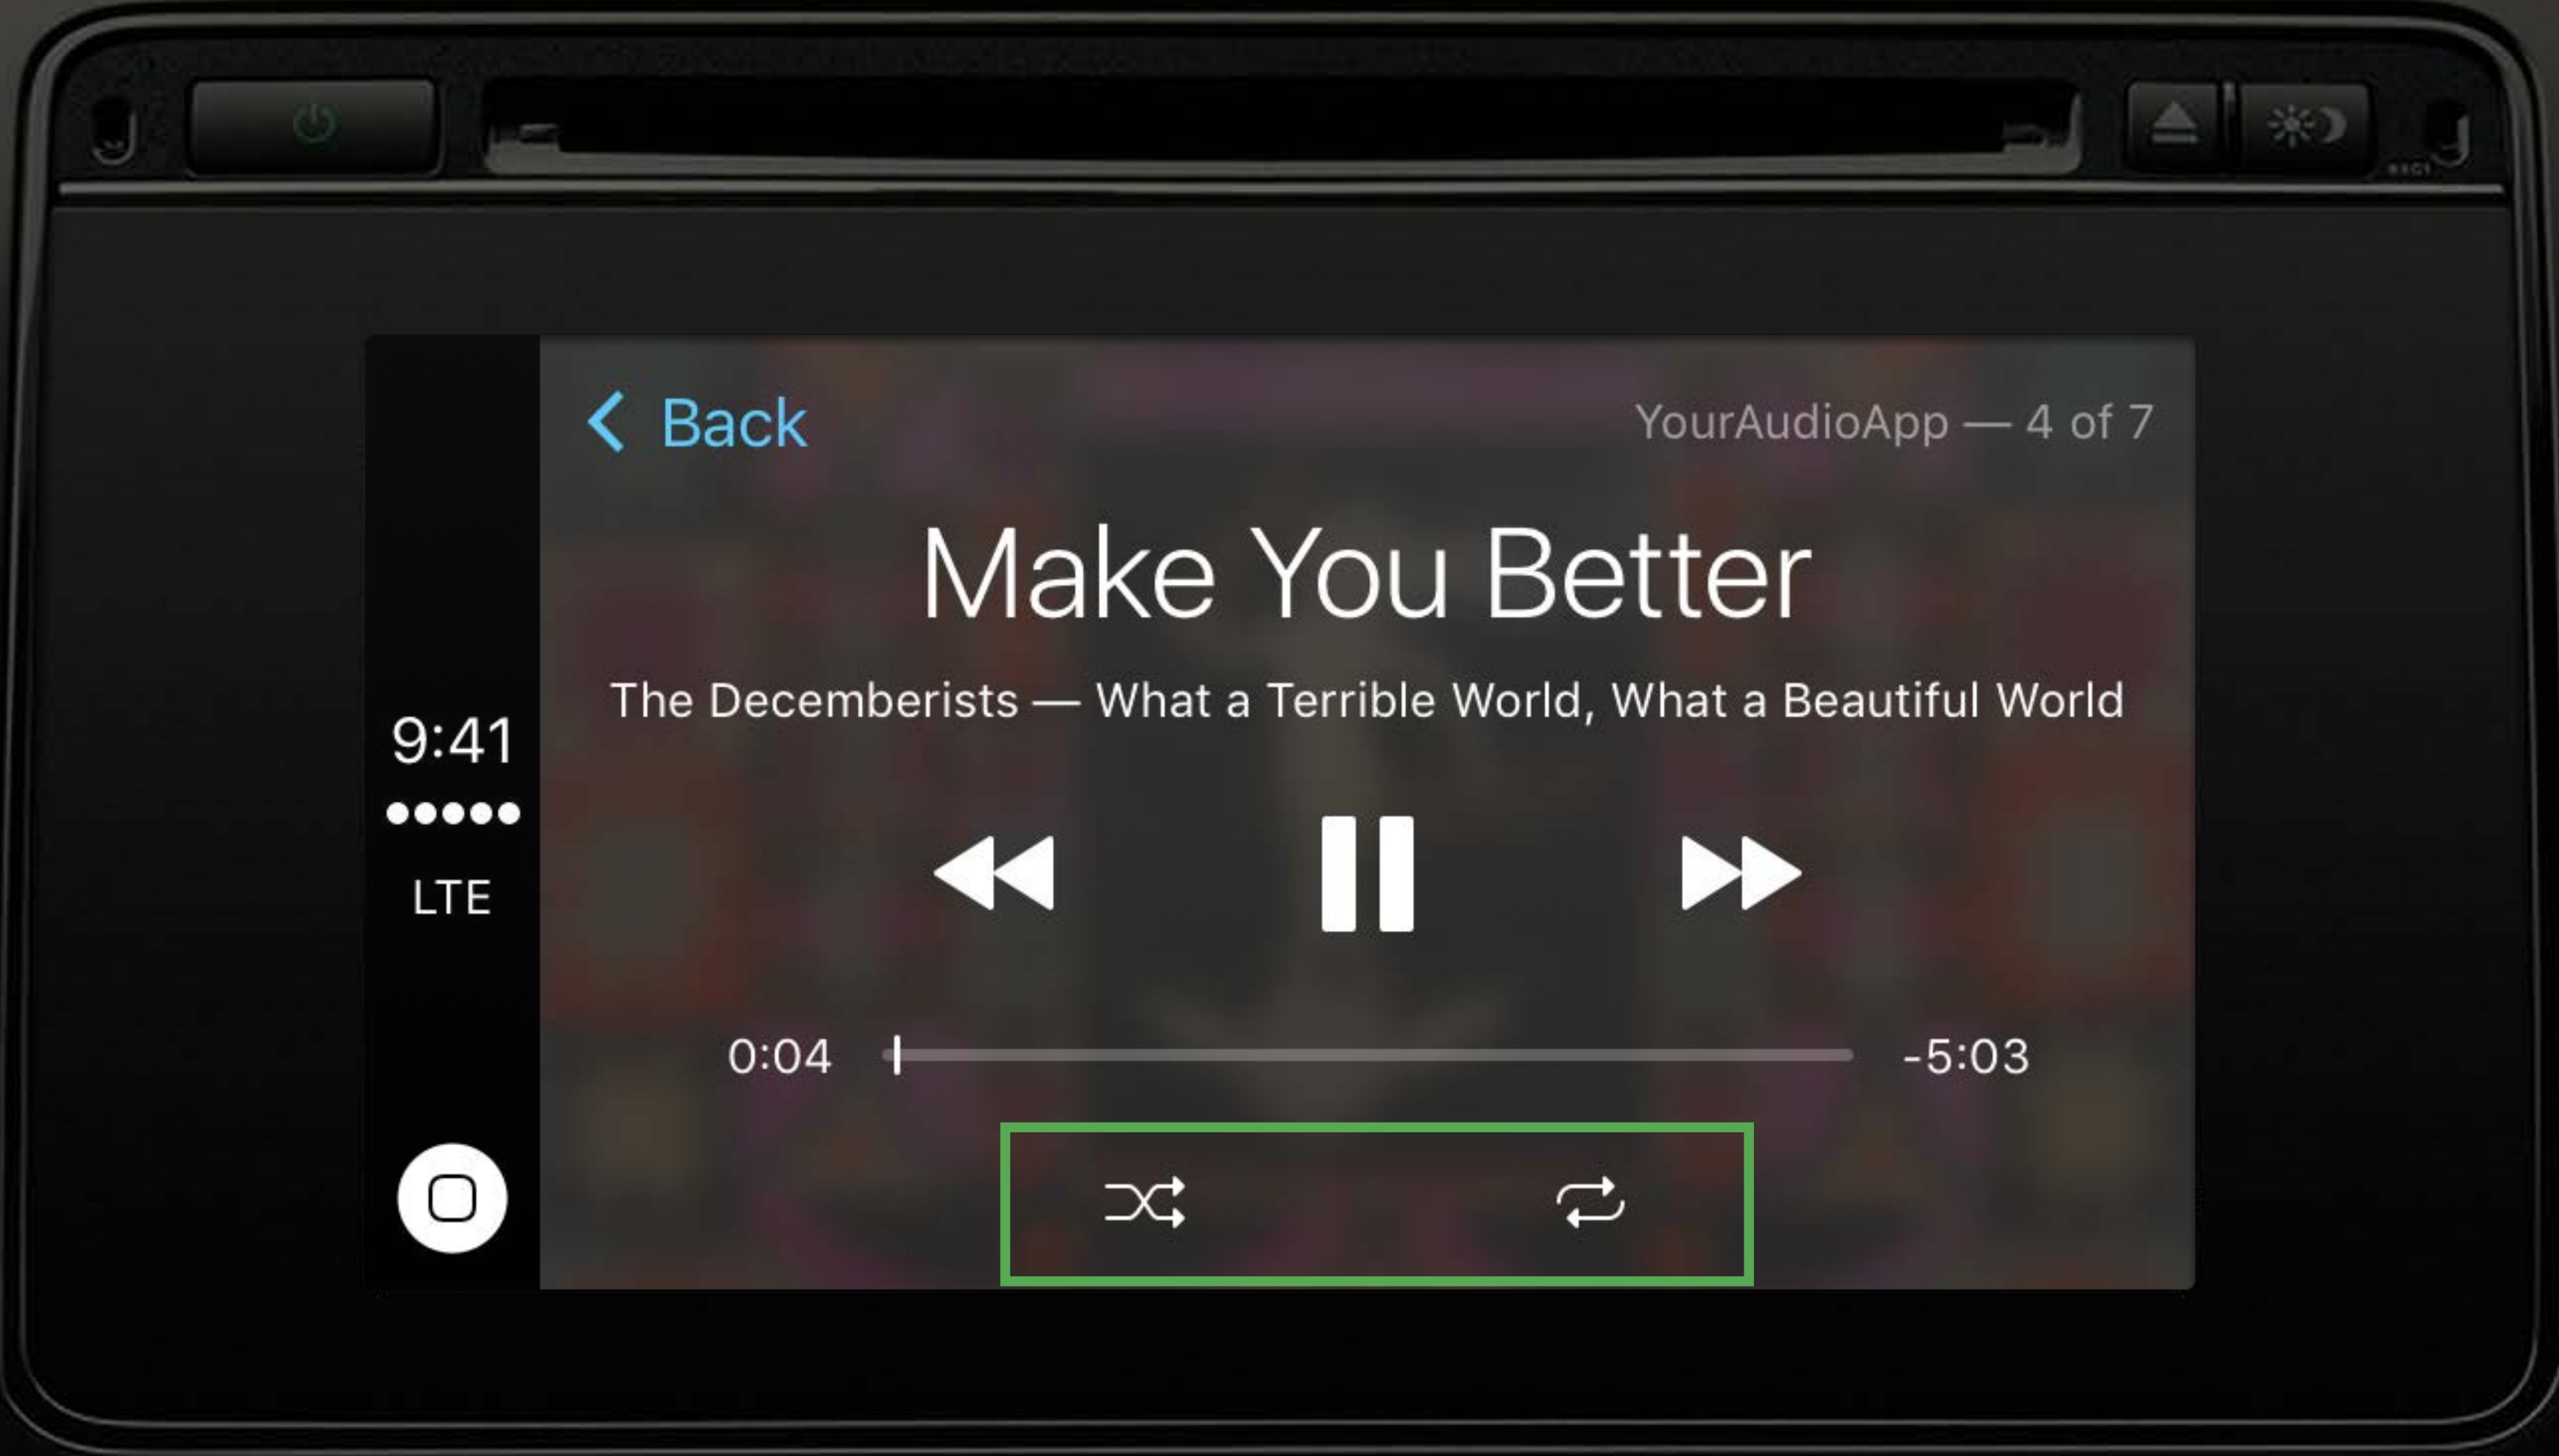 Back
YourAudioApp — 4 of 7
Make You Better
The Decemberists — What a Terrible World, What a Beautiful World
9:41
LTE
0:04
-5:03